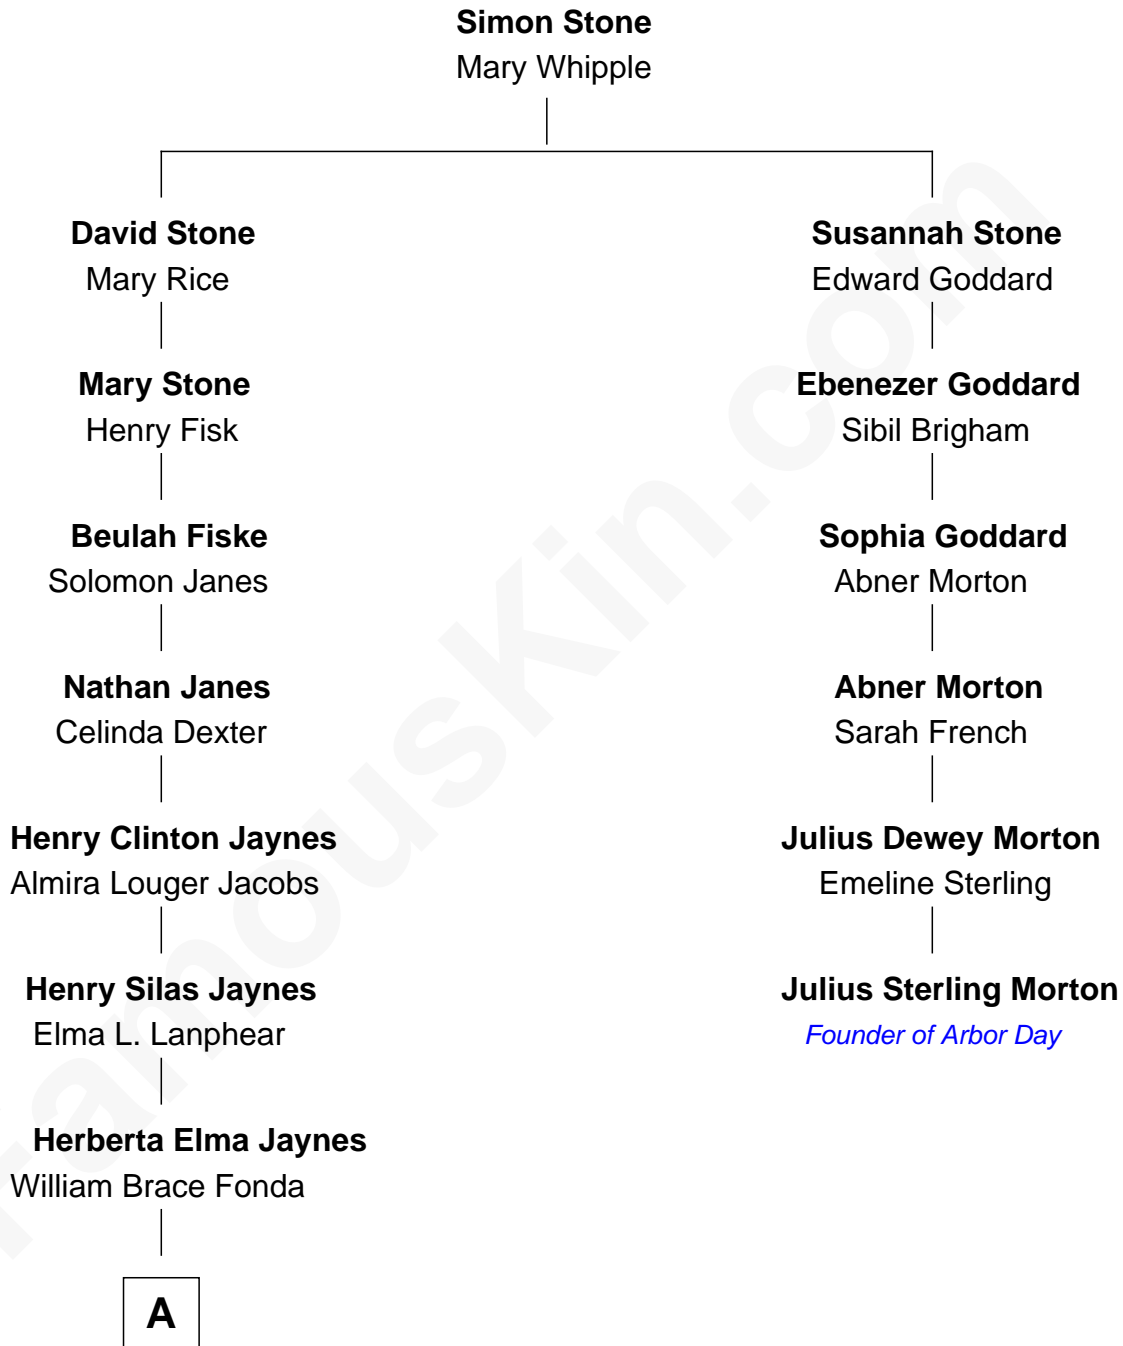 Simon Stone
Mary Whipple
David Stone
Mary Rice
Susannah Stone
Edward Goddard
Mary Stone
Henry Fisk
Ebenezer Goddard
Sibil Brigham
Beulah Fiske
Solomon Janes
Sophia Goddard
Abner Morton
Nathan Janes
Celinda Dexter
Abner Morton
Sarah French
Henry Clinton Jaynes
Almira Louger Jacobs
Julius Dewey Morton
Emeline Sterling
Henry Silas Jaynes
Elma L. Lanphear
Julius Sterling Morton
Founder of Arbor Day
Herberta Elma Jaynes
William Brace Fonda
A
FamousKin.com